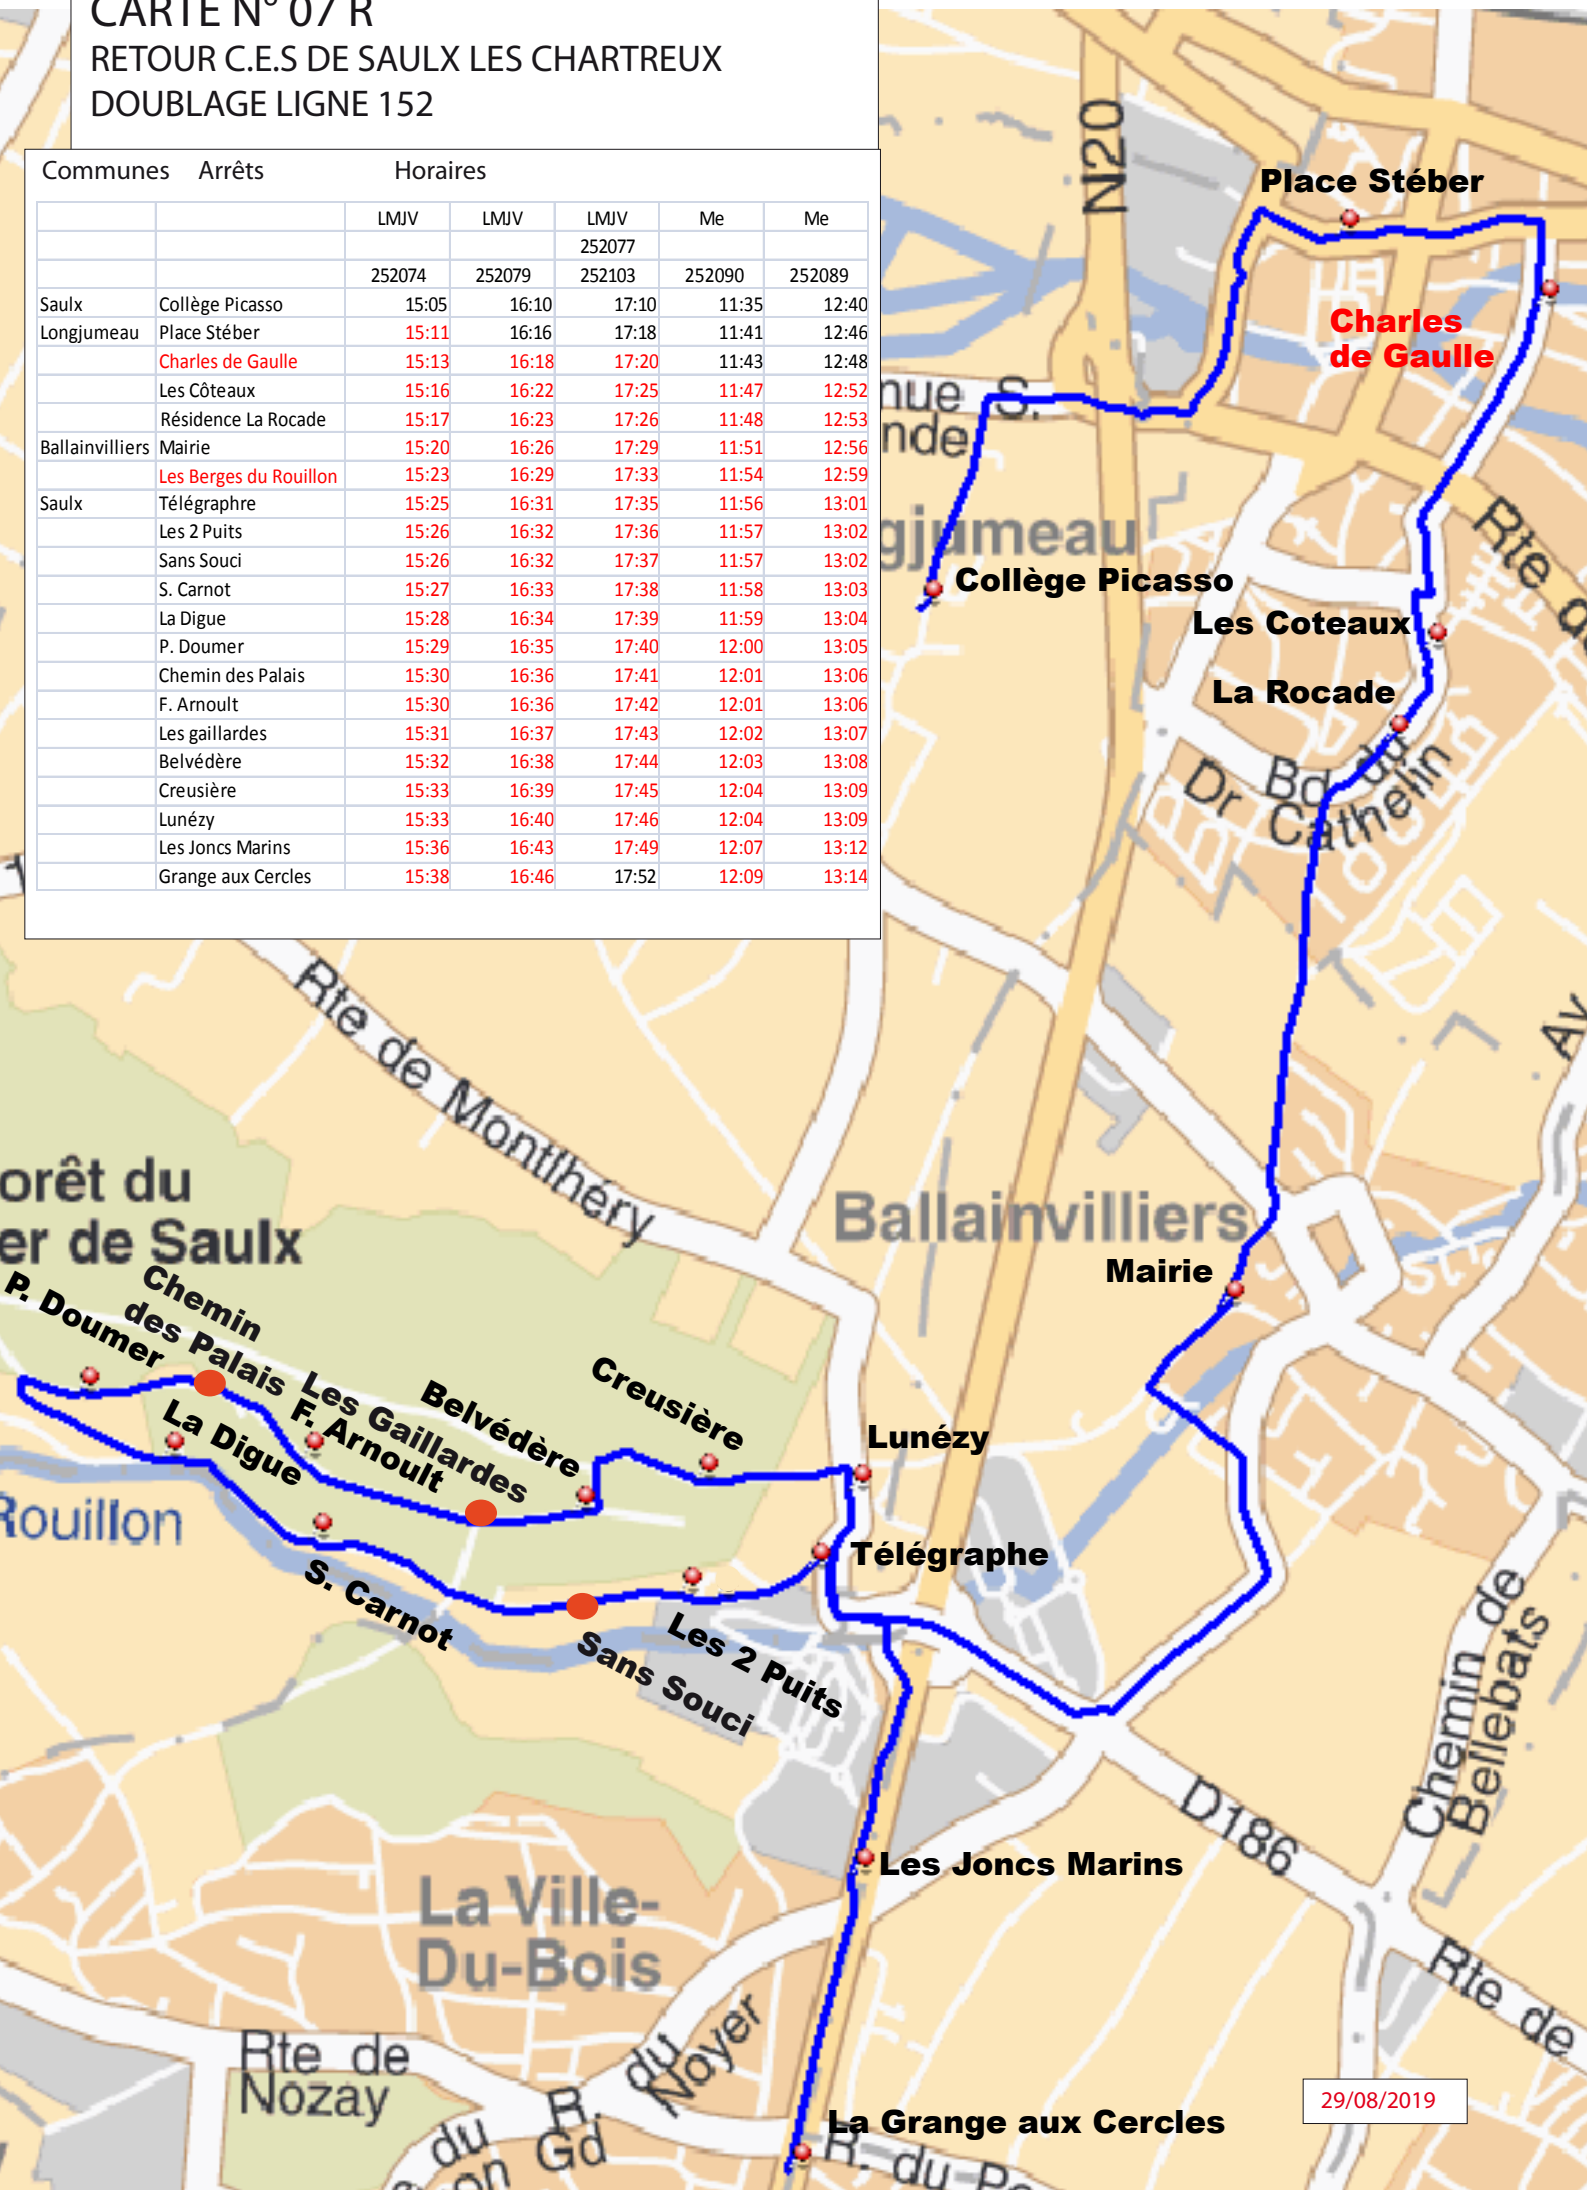 CARTE N° 07 R
RETOUR C.E.S DE SAULX LES CHARTREUX
DOUBLAGE LIGNE 152
Communes Arrêts Horaires
LMJV LMJV LMJV Me Me
252077
252074 252079 252103 252090 252089
Saulx Collège Picasso 15:05 16:10 17:10 11:35 12:40
Longjumeau Place Stéber 15:11 16:16 17:18 11:41 12:46
Charles de Gaulle 15:13 16:18 17:20 11:43 12:48
Les Côteaux 15:16 16:22 17:25 11:47 12:52
Résidence La Rocade 15:17 16:23 17:26 11:48 12:53
Ballainvilliers Mairie 15:20 16:26 17:29 11:51 12:56
Les Berges du Rouillon 15:23 16:29 17:33 11:54 12:59
Saulx Télégraphre 15:25 16:31 17:35 11:56 13:01
Les 2 Puits 15:26 16:32 17:36 11:57 13:02
Sans Souci 15:26 16:32 17:37 11:57 13:02
S. Carnot 15:27 16:33 17:38 11:58 13:03
La Digue 15:28 16:34 17:39 11:59 13:04
P. Doumer 15:29 16:35 17:40 12:00 13:05
Chemin des Palais 15:30 16:36 17:41 12:01 13:06
F. Arnoult 15:30 16:36 17:42 12:01 13:06
Les gaillardes 15:31 16:37 17:43 12:02 13:07
Belvédère 15:32 16:38 17:44 12:03 13:08
Creusière 15:33 16:39 17:45 12:04 13:09
Lunézy 15:33 16:40 17:46 12:04 13:09
Les Joncs Marins 15:36 16:43 17:49 12:07 13:12
Grange aux Cercles 15:38 16:46 17:52 12:09 13:14
N20
Place Stéber
Charles
de Gaulle
nue S.
nde
gjumeau
Collège Picasso
Rte d
Les Coteaux
La Rocade
Bd du
Dr Cathelin
Av
Rte de Montlhéry
orêt du
er de Saulx
Ballainvilliers
Mairie
P. Doumer
Chemin
des Palais
Les Gaillardes
F. Arnoult
La Digue
Belvédère
Creusière
Lunézy
Rouillon
Télégraphe
S. Carnot
Sans Souci
Les 2 Puits
Chemin de
Bellebats
D186
Les Joncs Marins
La Ville-
Du-Bois
Rte de
Nozay
R. du
Noyer
du
on Gd
Rte de
29/08/2019
La Grange aux Cercles
R. du P